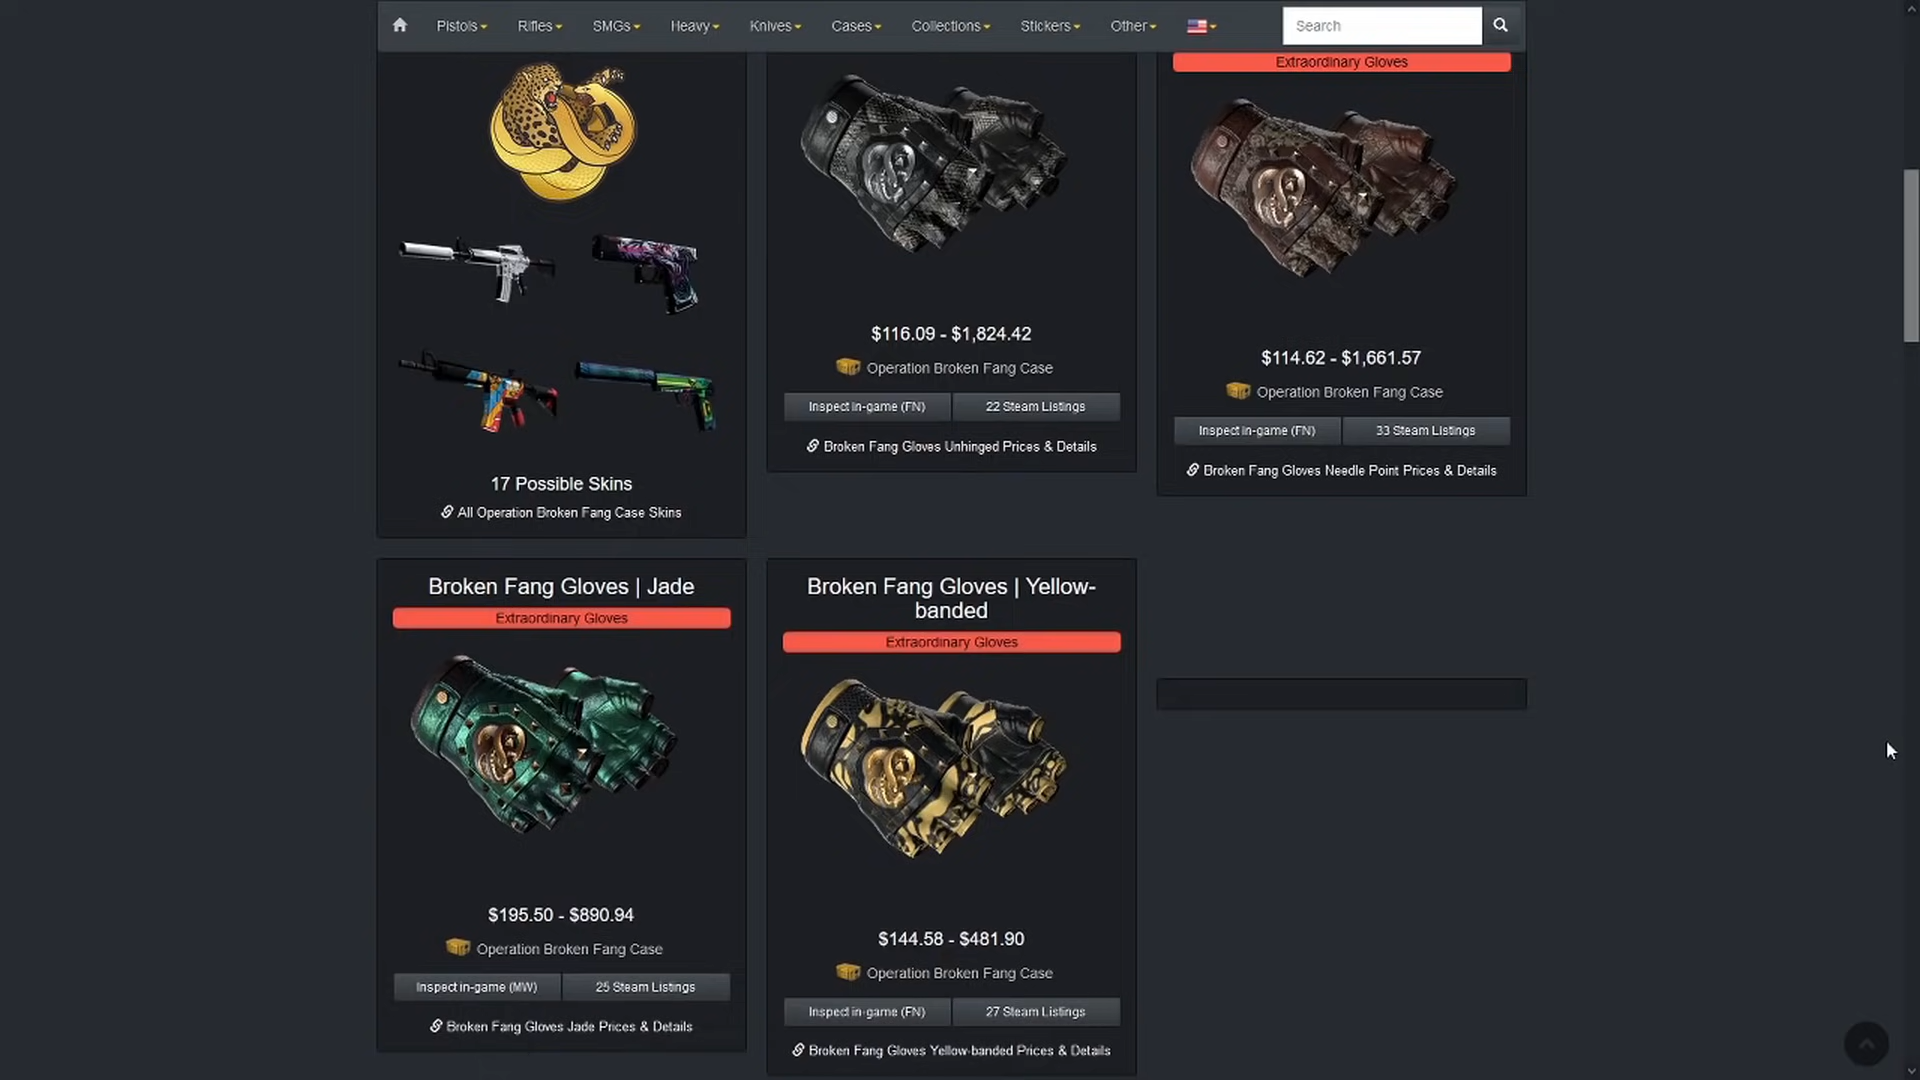 Pistols
Rifles
SMGs
Heavy
Knives
Cases
Collections
Stickers
Other
Search
17 Possible Skins
All Operation Broken Fang Case Skins
$116.09 - $1,824.42
Operation Broken Fang Case
Inspect in-game (FN)
22 Steam Listings
Broken Fang Gloves Unhinged Prices & Details
Extraordinary Gloves
$114.62 - $1,661.57
Operation Broken Fang Case
Inspect in-game (FN)
33 Steam Listings
Broken Fang Gloves Needle Point Prices & Details
Broken Fang Gloves | Jade
Extraordinary Gloves
$195.50 - $890.94
Operation Broken Fang Case
Inspect in-game (MW)
25 Steam Listings
Broken Fang Gloves Jade Prices & Details
Broken Fang Gloves | Yellow-
banded
Extraordinary Gloves
$144.58 - $481.90
Operation Broken Fang Case
Inspect in-game (FN)
27 Steam Listings
Broken Fang Gloves Yellow-banded Prices & Details